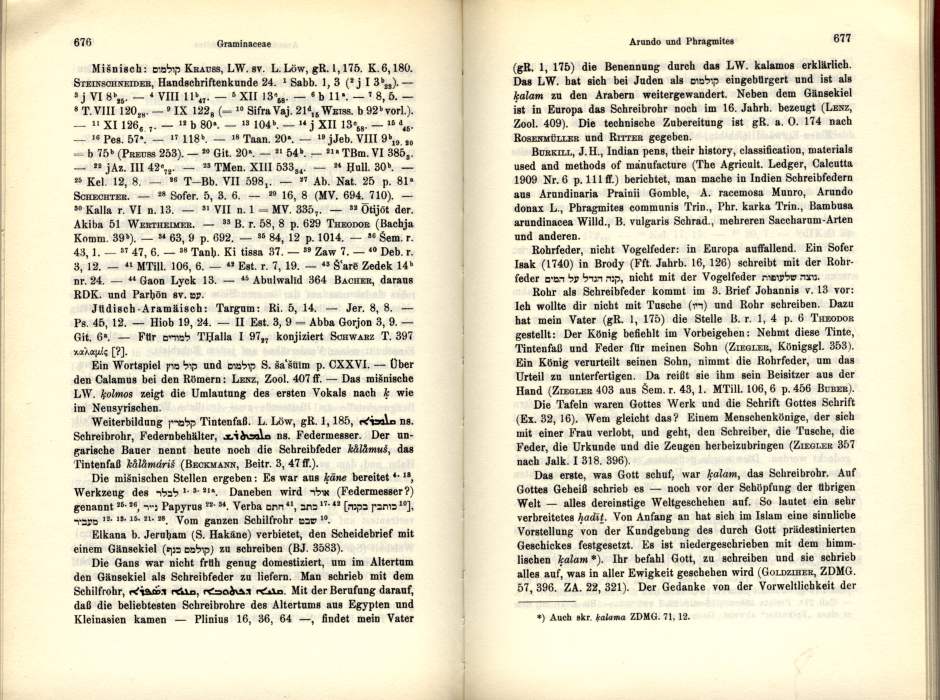 676
Graminaceae
Mišnisch: קולמוס KRAUSS, LW. sv. L. Löw, gR. 1, 175. K. 6, 180.
STEINSCHNEIDER, Handschriftenkunde 24. ¹ Sabb. 1, 3 (² j I 3ᵇ₂₃). —
³ j VI 8ᵇ₂₅. — ⁴ VIII 11ᵇ₄₇. — ⁵ XII 13ᶜ₅₈. — ⁶ b 11ᵃ. — ⁷ 8, 5. —
⁸ T. VIII 120₂₈. — ⁹ IX 122₈ (= ¹⁰ Sifra Vaj. 21ᵈ₁₅ WEISS. b 92ᵇ vorl.).
— ¹¹ XI 126₅. ₇. — ¹² b 80ᵃ. — ¹³ 104ᵇ. — ¹⁴ j XII 13ᶜ₅₈. — ¹⁵ ᵈ₄₅.
— ¹⁶ Pes. 57ᵃ. — ¹⁷ 118ᵇ. — ¹⁸ Taan. 20ᵃ. — ¹⁹ jJeb. VIII 9ᵇ₁₉. ₂₀
= b 75ᵇ (PREUSS 253). — ²⁰ Git. 20ᵃ. — ²¹ 54ᵇ. — ²¹ᵃ TBm. VI 385₃.
— ²² jAz. III 42ᶜ₇₂. — ²³ TMen. XIII 533₃₄. — ²⁴ Ḥull. 30ᵇ. —
²⁵ Kel. 12, 8. — ²⁶ T—Bb. VII 598₁. — ²⁷ Ab. Nat. 25 p. 81ᵃ
SCHECHTER. — ²⁸ Sofer. 5, 3. 6. — ²⁹ 16, 8 (MV. 694. 710). —
³⁰ Kalla r. VI n. 13. — ³¹ VII n. 1 = MV. 335₇. — ³² Ōtijōt der.
Akiba 51 WERTHEIMER. — ³³ B. r. 58, 8 p. 629 THEODOR (Bachja
Komm. 39ᵇ). — ³⁴ 63, 9 p. 692. — ³⁵ 84, 12 p. 1014. — ³⁶ Šem. r.
43, 1. — ³⁷ 47, 6. — ³⁸ Tanḥ. Ki tissa 37. — ³⁹ Zaw 7. — ⁴⁰ Deb. r.
3, 12. — ⁴¹ MTill. 106, 6. — ⁴² Est. r. 7, 19. — ⁴³ Š'arē Zedek 14ᵇ
nr. 24. — ⁴⁴ Gaon Lyck 13. — ⁴⁵ Abulwalid 364 BACHER, daraus
RDK. und Parḥōn sv.
Jüdisch-Aramäisch: Targum: Ri. 5, 14. — Jer. 8, 8. —
Ps. 45, 12. — Hiob 19, 24. — II Est. 3, 9 = Abba Gorjon 3, 9. —
Git. 6ᵃ. — Für למודים TḤalla I 97₂₇ konjiziert SCHWARZ T. 397
καλαμίς [?].
Ein Wortspiel קול מוץ und קולמוס S. ša'šūim p. CXXVI. — Über
den Calamus bei den Römern: LENZ, Zool. 407 ff. — Das mišnische
LW. ḳolmos zeigt die Umlautung des ersten Vokals nach ḳ wie
im Neusyrischen.
Weiterbildung קלמרין Tintenfaß. L. Löw, gR. 1, 185, ns.
Schreibrohr, Federnbehälter, ns. Federmesser. Der un-
garische Bauer nennt heute noch die Schreibfeder kălămuš, das
Tintenfaß kălămáriš (BECKMANN, Beitr. 3, 47 ff.).
Die mišnischen Stellen ergeben: Es war aus ḳāne bereitet ⁴· ¹⁸,
Werkzeug des לבלר ¹· ³· ²¹ᵃ. Daneben wird אולר (Federmesser?)
genannt ²⁵· ²⁶, נייר Papyrus ²²· ³⁴. Verba כתב ¹⁷· ⁴³, חתם ⁴¹ [כותבין בקנה ¹⁰],
מעביר ¹²· ¹³· ¹⁵· ²¹· ²⁸. Vom ganzen Schilfrohr שבט ¹⁹.
Elkana b. Jeruḥam (S. Hakāne) verbietet, den Scheidebrief mit
einem Gänsekiel (קולמס כנף) zu schreiben (BJ. 3583).
Die Gans war nicht früh genug domestiziert, um im Altertum
den Gänsekiel als Schreibfeder zu liefern. Man schrieb mit dem
Schilfrohr, Mit der Berufung darauf,
daß die beliebtesten Schreibrohre des Altertums aus Egypten und
Kleinasien kamen — Plinius 16, 36, 64 —, findet mein Vater
Arundo und Phragmites
677
(gR. 1, 175) die Benennung durch das LW. kalamos erklärlich.
Das LW. hat sich bei Juden als קולמוס eingebürgert und ist als
ḳalam zu den Arabern weitergewandert. Neben dem Gänsekiel
ist in Europa das Schreibrohr noch im 16. Jahrb. bezeugt (LENZ,
Zool. 409). Die technische Zubereitung ist gR. a. O. 174 nach
ROSENMÜLLER und RITTER gegeben.
BURKILL, J. H., Indian pens, their history, classification, materials
used and methods of manufacture (The Agricult. Ledger, Calcutta
1909 Nr. 6 p. 111 ff.) berichtet, man mache in Indien Schreibfedern
aus Arundinaria Prainii Gomble, A. racemosa Munro, Arundo
donax L., Phragmites communis Trin., Phr. karka Trin., Bambusa
arundinacea Willd., B. vulgaris Schrad., mehreren Saccharum-Arten
und anderen.
Rohrfeder, nicht Vogelfeder: in Europa auffallend. Ein Sofer
Isak (1740) in Brody (Fft. Jahrb. 16, 126) schreibt mit der Rohr-
feder קנה הגדל על המים, nicht mit der Vogelfeder נוצה שלעופות.
Rohr als Schreibfeder kommt im 3. Brief Johannis v. 13 vor:
Ich wollte dir nicht mit Tusche (דיו) und Rohr schreiben. Dazu
hat mein Vater (gR. 1, 175) die Stelle B. r. 1, 4 p. 6 THEODOR
gestellt: Der König befiehlt im Vorbeigehen: Nehmt diese Tinte,
Tintenfaß und Feder für meinen Sohn (ZIEGLER, Königsgl. 353).
Ein König verurteilt seinen Sohn, nimmt die Rohrfeder, um das
Urteil zu unterfertigen. Da reißt sie ihm sein Beisitzer aus der
Hand (ZIEGLER 403 aus Šem. r. 43, 1. MTill. 106, 6 p. 456 BUBER).
Die Tafeln waren Gottes Werk und die Schrift Gottes Schrift
(Ex. 32, 16). Wem gleicht das? Einem Menschenkönige, der sich
mit einer Frau verlobt, und geht, den Schreiber, die Tusche, die
Feder, die Urkunde und die Zeugen herbeizubringen (ZIEGLER 357
nach Jalk. I 318. 396).
Das erste, was Gott schuf, war ḳalam, das Schreibrohr. Auf
Gottes Geheiß schrieb es — noch vor der Schöpfung der übrigen
Welt — alles dereinstige Weltgeschehen auf. So lautet ein sehr
verbreitetes ḥadīṯ. Von Anfang an hat sich im Islam eine sinnliche
Vorstellung von der Kundgebung des durch Gott prädestinierten
Geschickes festgesetzt. Es ist niedergeschrieben mit dem himm-
lischen ḳalam *). Ihr befahl Gott, zu schreiben und sie schrieb
alles auf, was in aller Ewigkeit geschehen wird (GOLDZIHER, ZDMG.
57, 396. ZA. 22, 321). Der Gedanke von der Vorweltlichkeit der
*) Auch skr. ḳalama ZDMG. 71, 12.